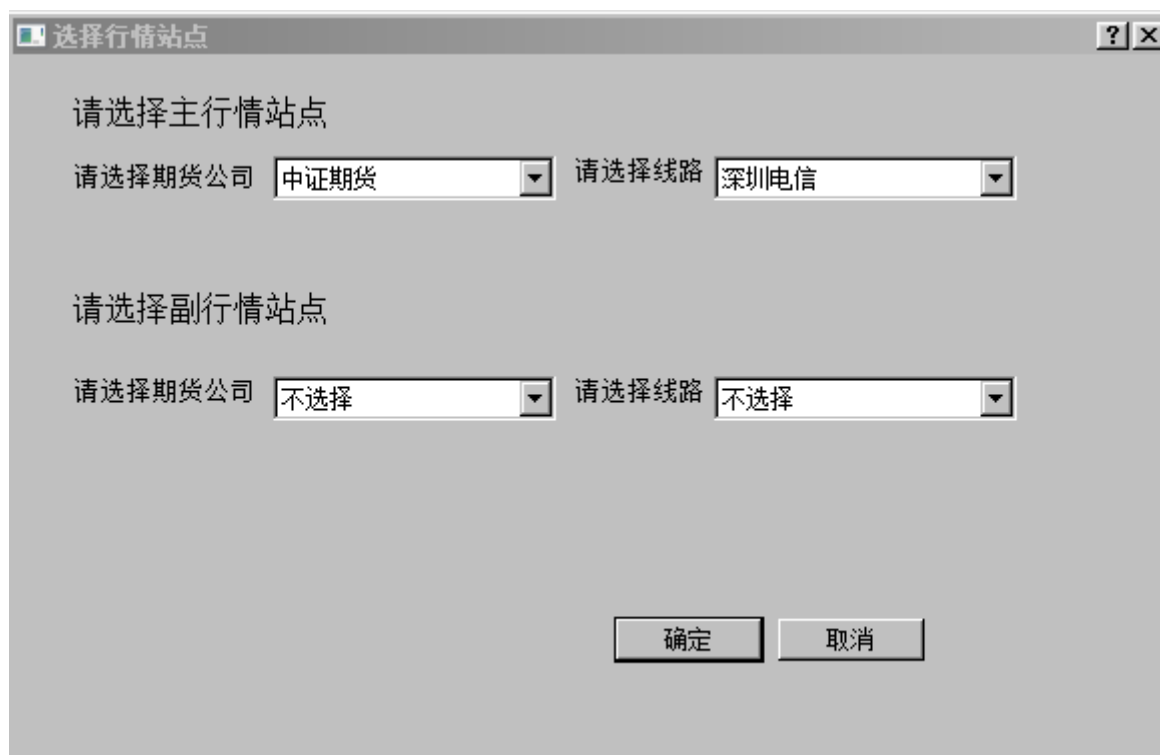 选择行情站点
请选择主行情站点
请选择期货公司 中证期货 请选择线路 深圳电信
请选择副行情站点
请选择期货公司 不选择 请选择线路 不选择
确定 取消